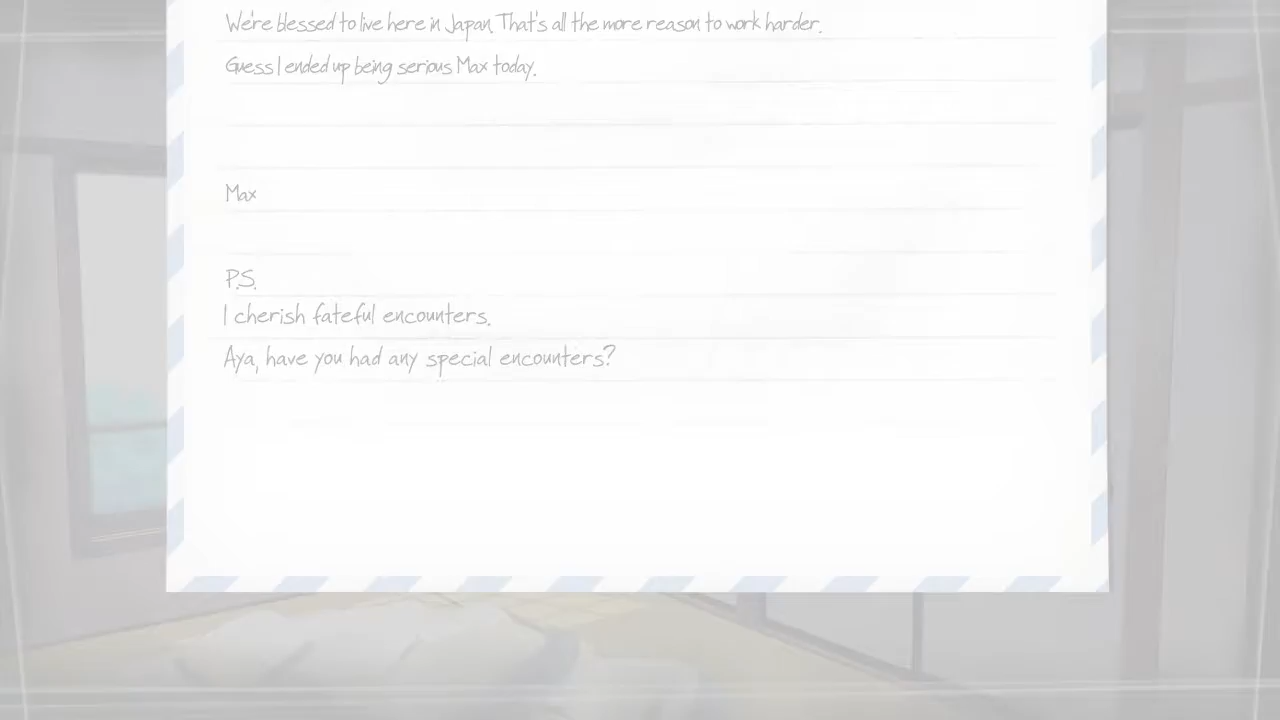 We're blessed to live here in Japan. That's all the more reason to work harder.
Guess I ended up being serious Max today.
Max
P.S.
I cherish fateful encounters.
Aya, have you had any special encounters?